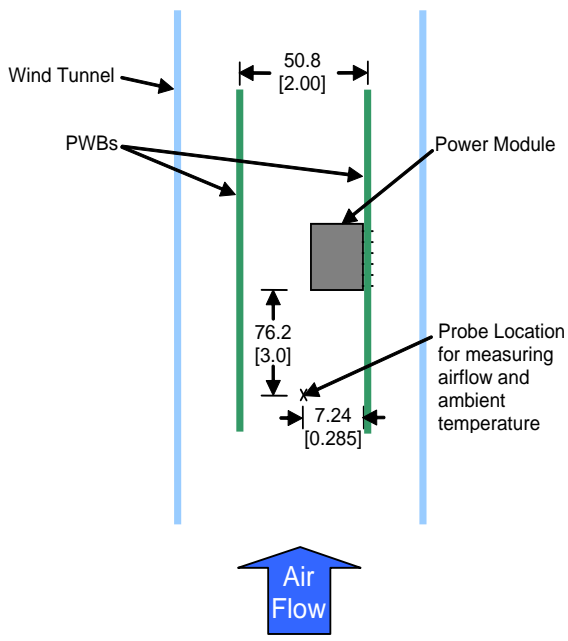 50.8
[2.00]
Wind Tunnel
PWBs
Power Module
76.2
[3.0]
Probe Location
for measuring
airflow and
ambient
temperature
x
7.24
[0.285]
Air
Flow